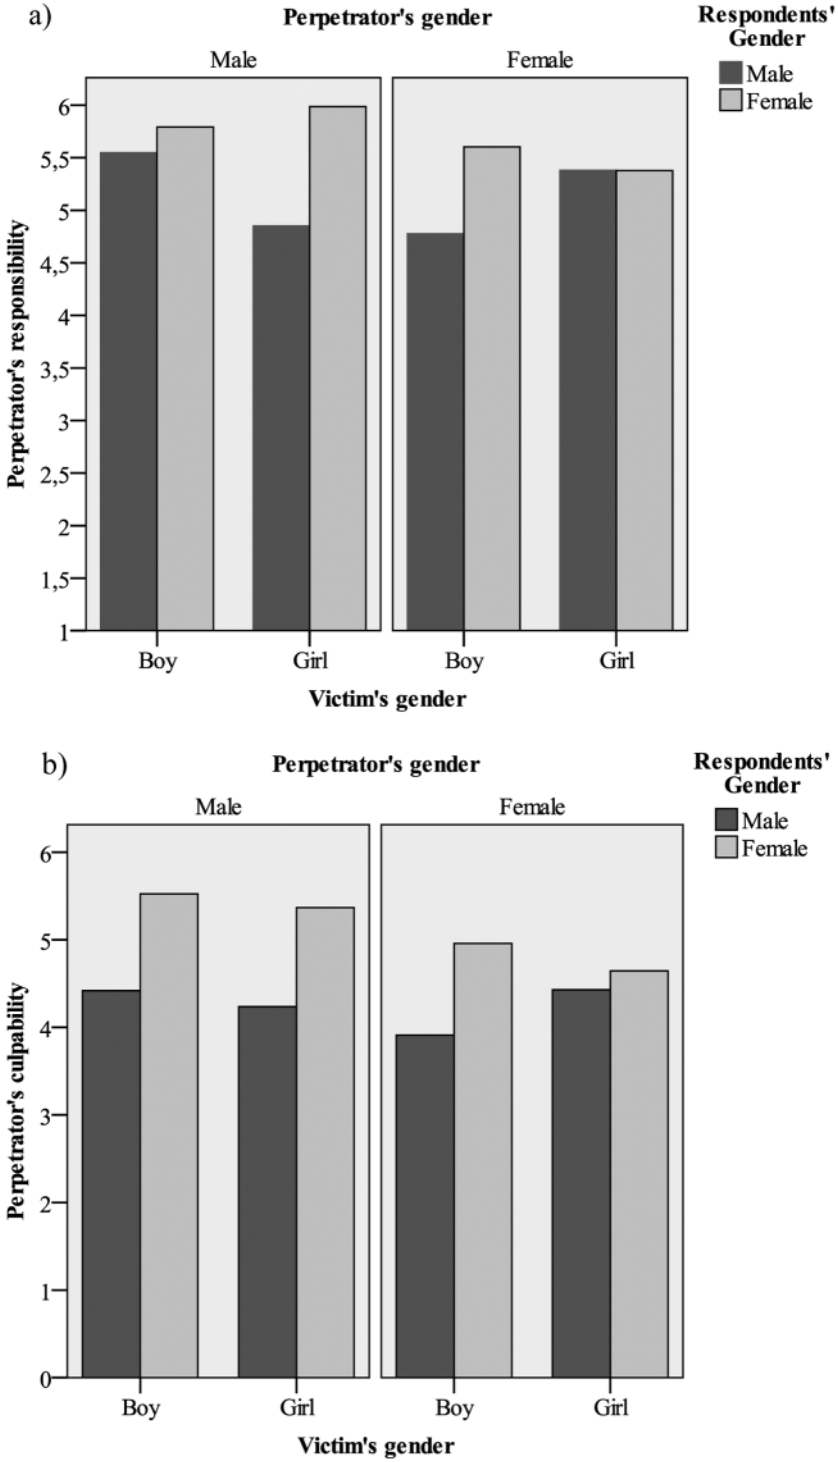 a)
Perpetrator's gender
Respondents'
Gender
Male
Female
Male
Female
6
5,5
5
4,5
4
3,5
3
2,5
2
1,5
1
Perpetrator's responsibility
Boy
Girl
Boy
Girl
Victim's gender
b)
Perpetrator's gender
Respondents'
Gender
Male
Female
Male
Female
6
5
4
3
2
1
0
Perpetrator's culpability
Boy
Girl
Boy
Girl
Victim's gender